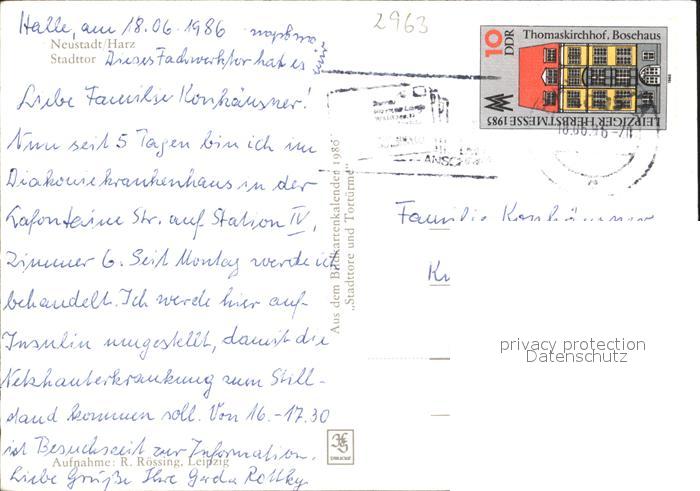 Halle, am 18.06.1986
2963
Neustadt/Harz
Stadttor
Dieses Fachwerktor hat es
Liebe Familie Konhäusner!
Nun seit 5 Tagen bin ich im
Diakoniekrankenhaus in der
Lafontaine Str. auf Station IV,
Zimmer 6. Seit Montag werde ich
behandelt. Ich werde hier auf
Insulin umgestellt, damit die
Netzhauterkrankung zum Still-
stand kommen soll. Von 16.-17.30
ist Besuchszeit zur Information.
Aufnahme: R. Rössing, Leipzig
Liebe Grüße Ihre Gerda
Aus dem Bildkartenkalender 1986
„Stadttore und Tortürme"
10
DDR
Thomaskirchhof, Bosehaus
LEIPZIGER HERBSTMESSE 1985
Familie Konhäusner
privacy protection
Datenschutz